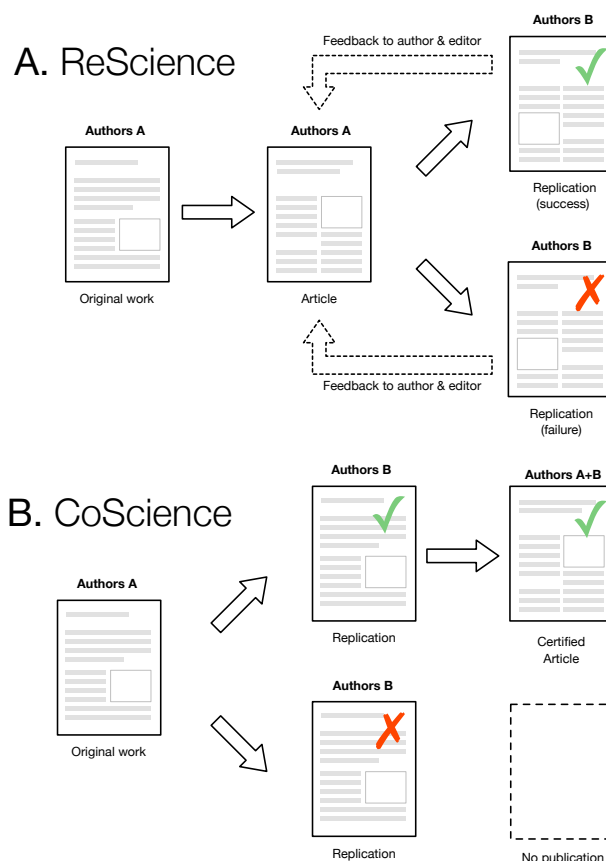 A. ReScience
Feedback to author & editor
Authors B
Authors A
Authors A
Original work
Article
Replication
(success)
Authors B
Feedback to author & editor
Replication
(failure)
B. CoScience
Authors B
Authors A+B
Authors A
Replication
Certified
Article
Authors B
Original work
Replication
No publication